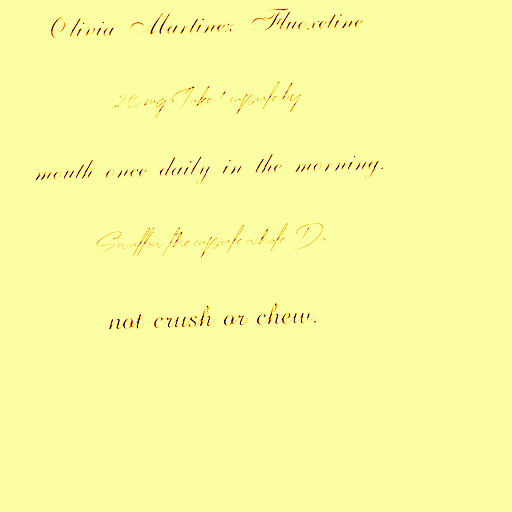 Olivia Martinez Fluoxetine
20 mg Take 1 capsule by
mouth once daily in the morning.
Swallow the capsule whole. Do
not crush or chew.